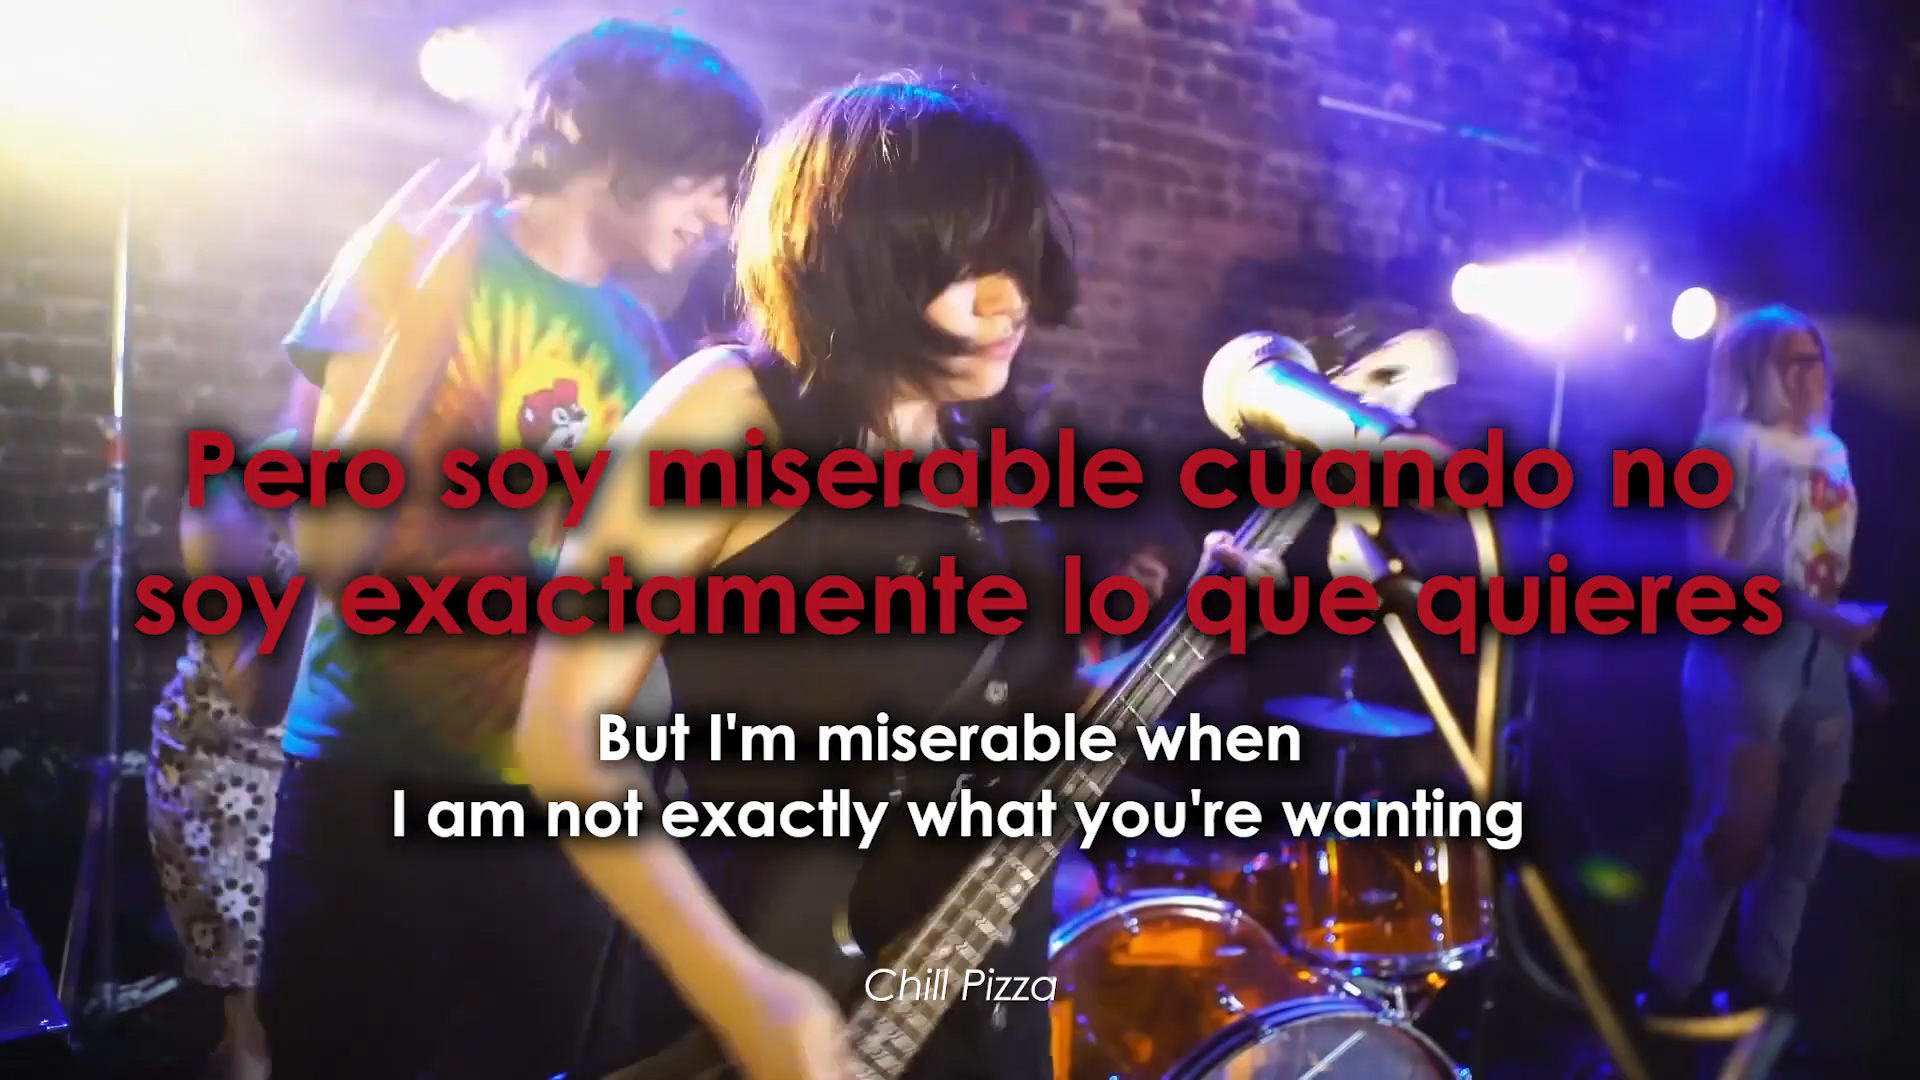 Pero soy miserable cuando no
soy exactamente lo que quieres
But I'm miserable when
I am not exactly what you're wanting
Chill Pizza